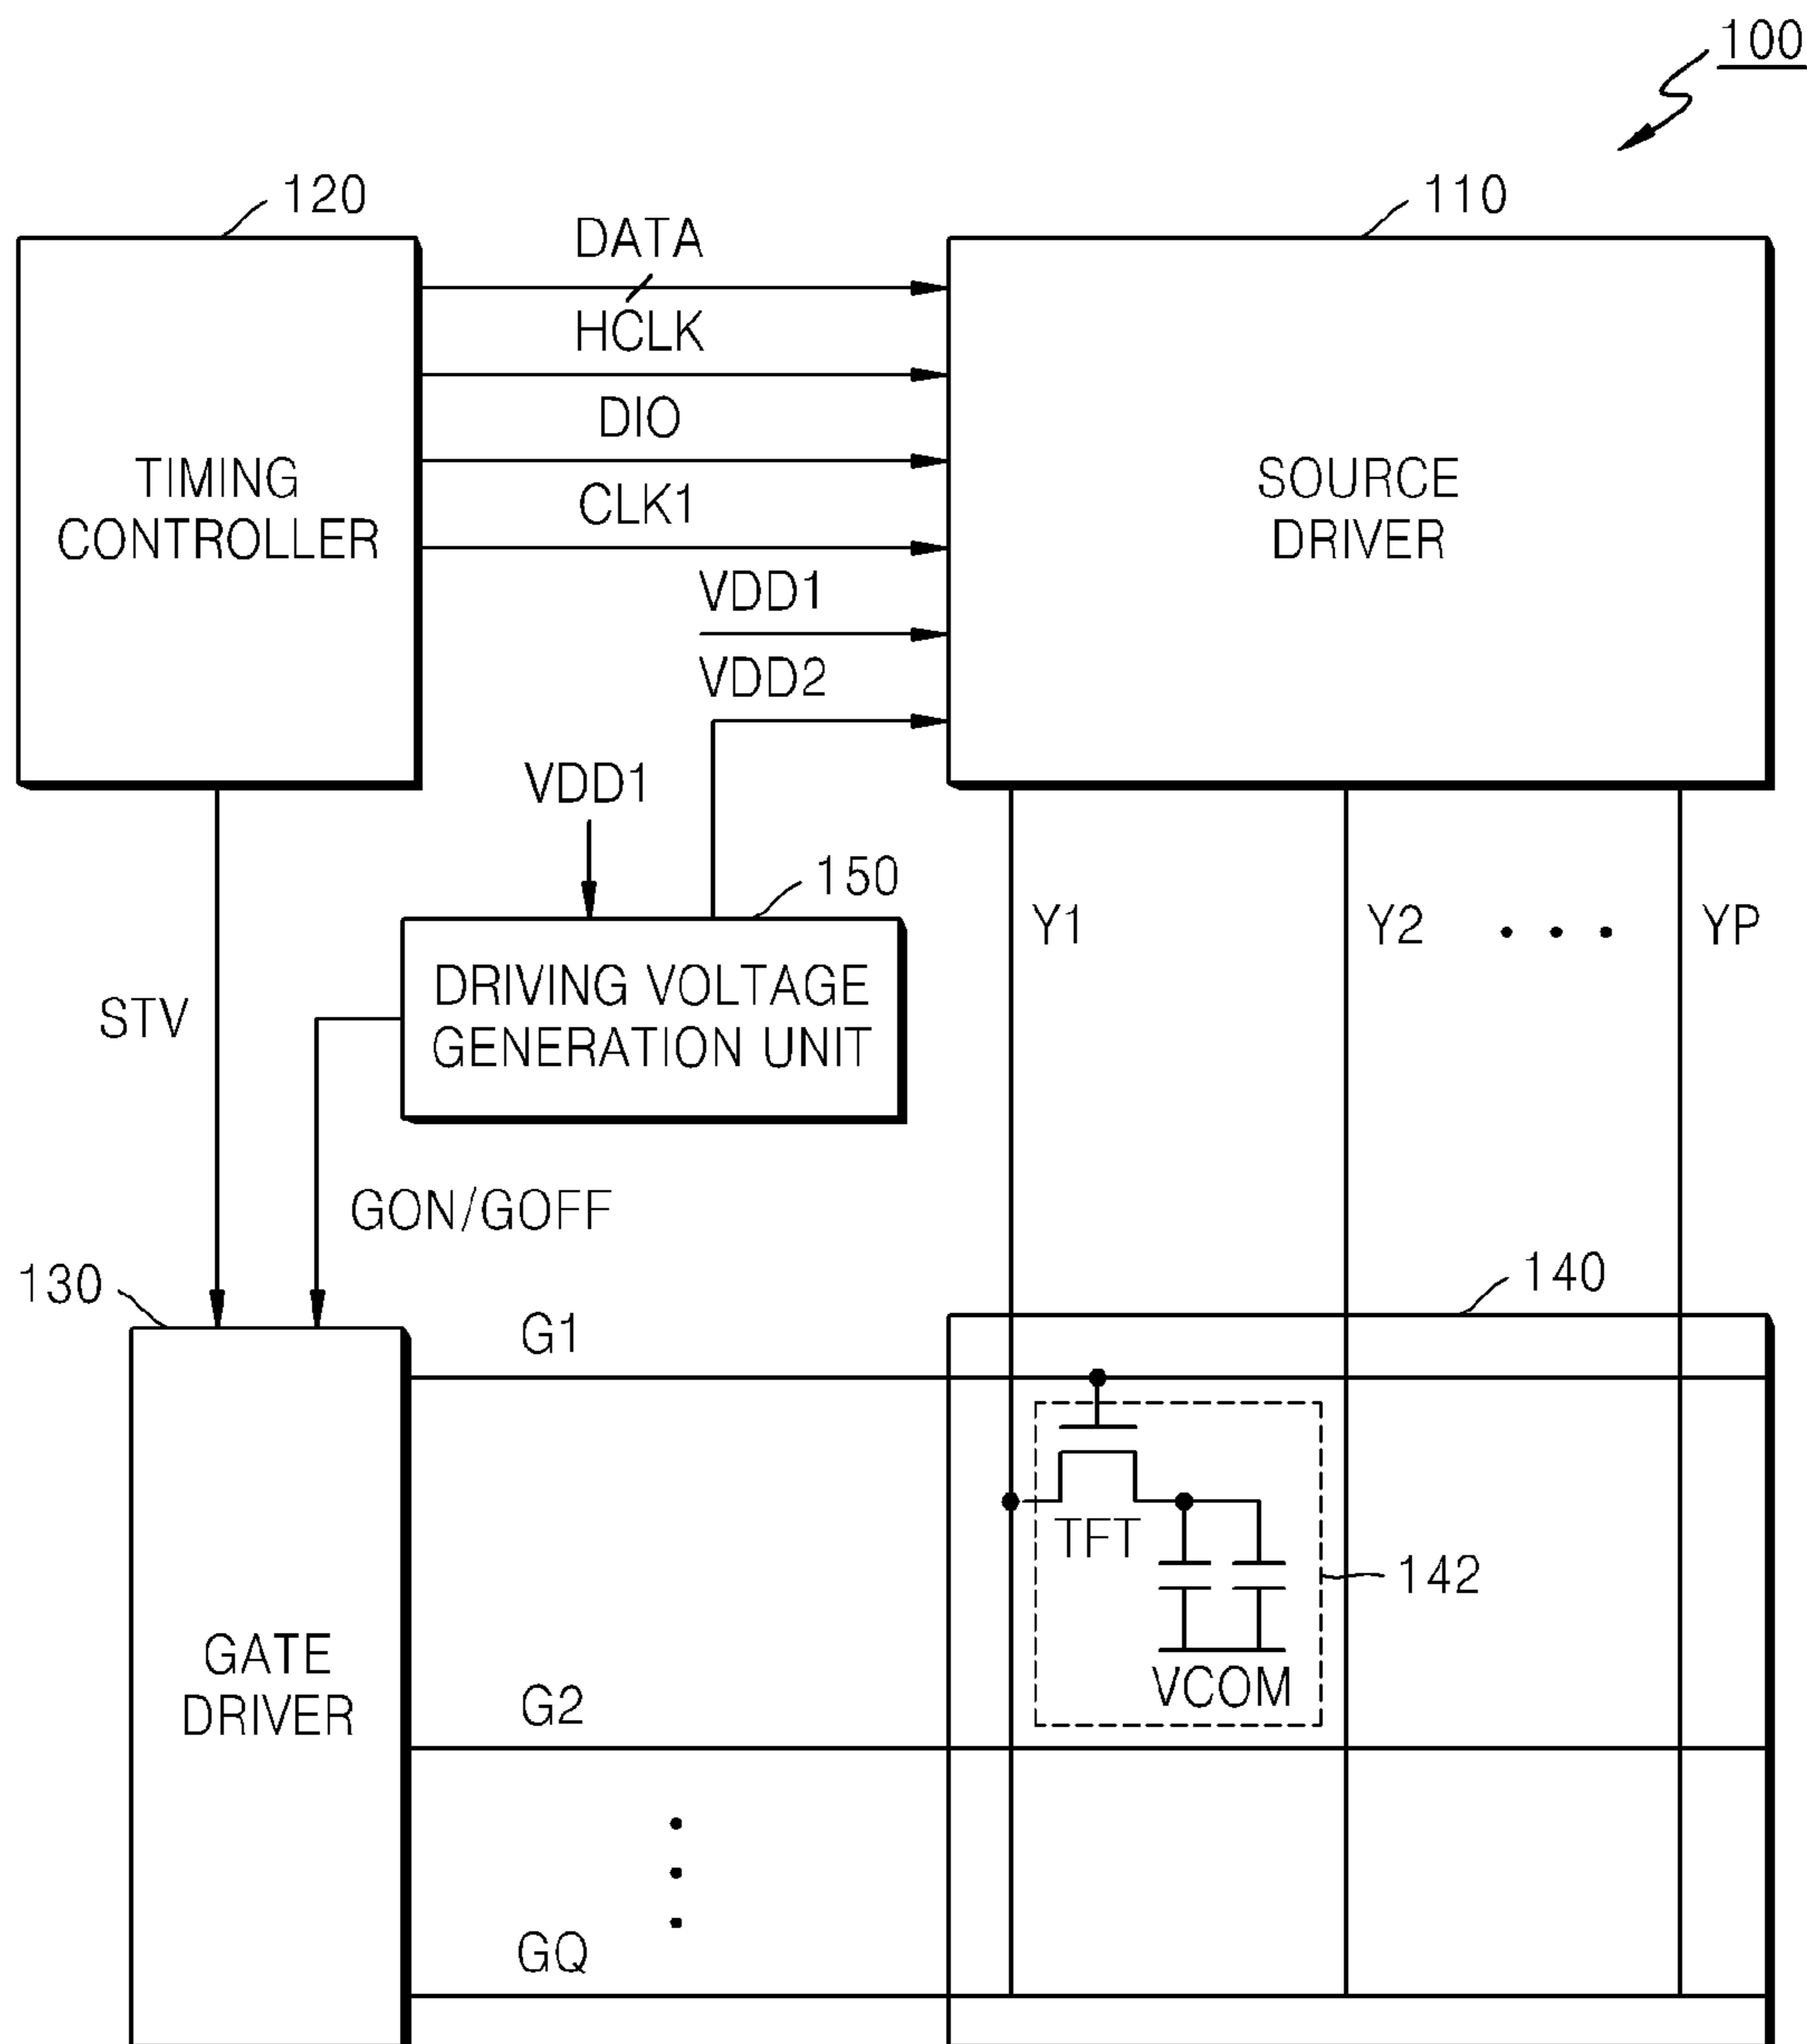 100
120
110
DATA
HCLK
DIO
CLK1
TIMING
CONTROLLER
SOURCE
DRIVER
VDD1
VDD2
VDD1
150
DRIVING VOLTAGE
GENERATION UNIT
Y1
Y2
YP
STV
GON/GOFF
130
140
G1
TFT
142
VCOM
GATE
DRIVER
G2
GQ